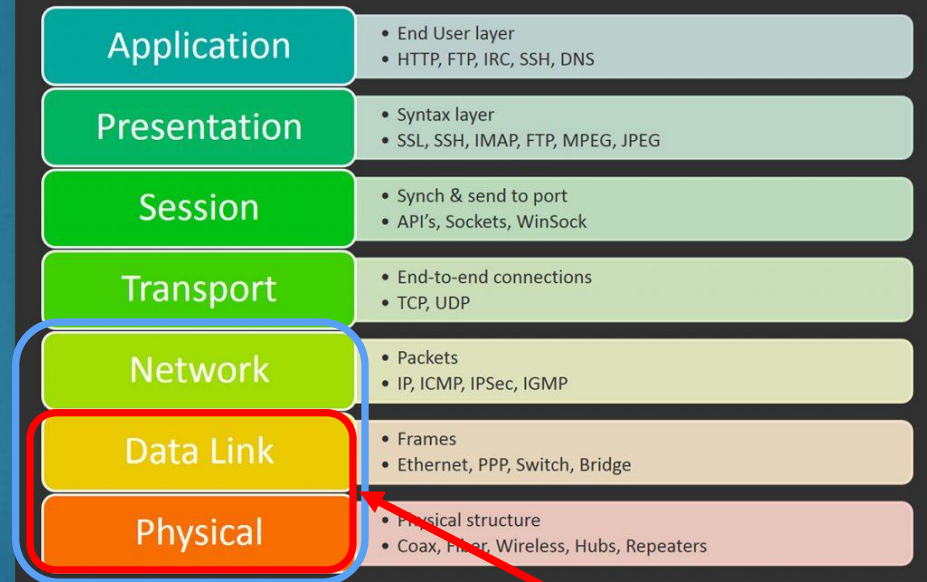 Application
• End User layer
• HTTP, FTP, IRC, SSH, DNS
Presentation
• Syntax layer
• SSL, SSH, IMAP, FTP, MPEG, JPEG
Session
• Synch & send to port
• API's, Sockets, WinSock
Transport
• End-to-end connections
• TCP, UDP
Network
• Packets
• IP, ICMP, IPSec, IGMP
Data Link
• Frames
• Ethernet, PPP, Switch, Bridge
Physical
• Physical structure
• Coax, Fiber, Wireless, Hubs, Repeaters